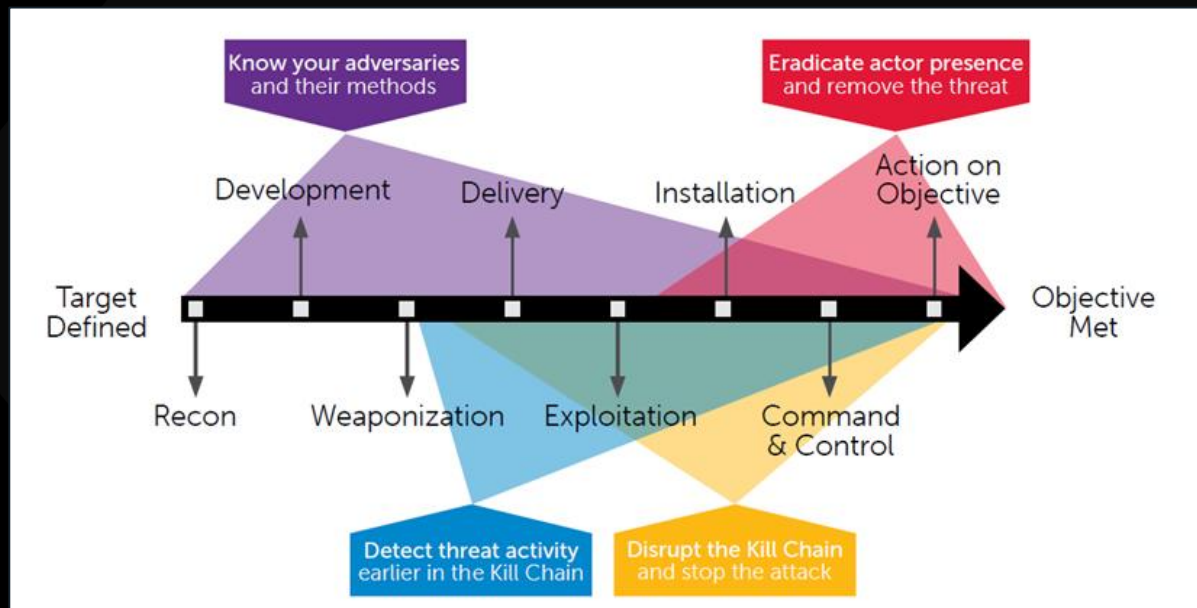 Know your adversaries
and their methods
Eradicate actor presence
and remove the threat
Development
Delivery
Installation
Action on
Objective
Target
Defined
Objective
Met
Recon
Weaponization
Exploitation
Command
& Control
Detect threat activity
earlier in the Kill Chain
Disrupt the Kill Chain
and stop the attack